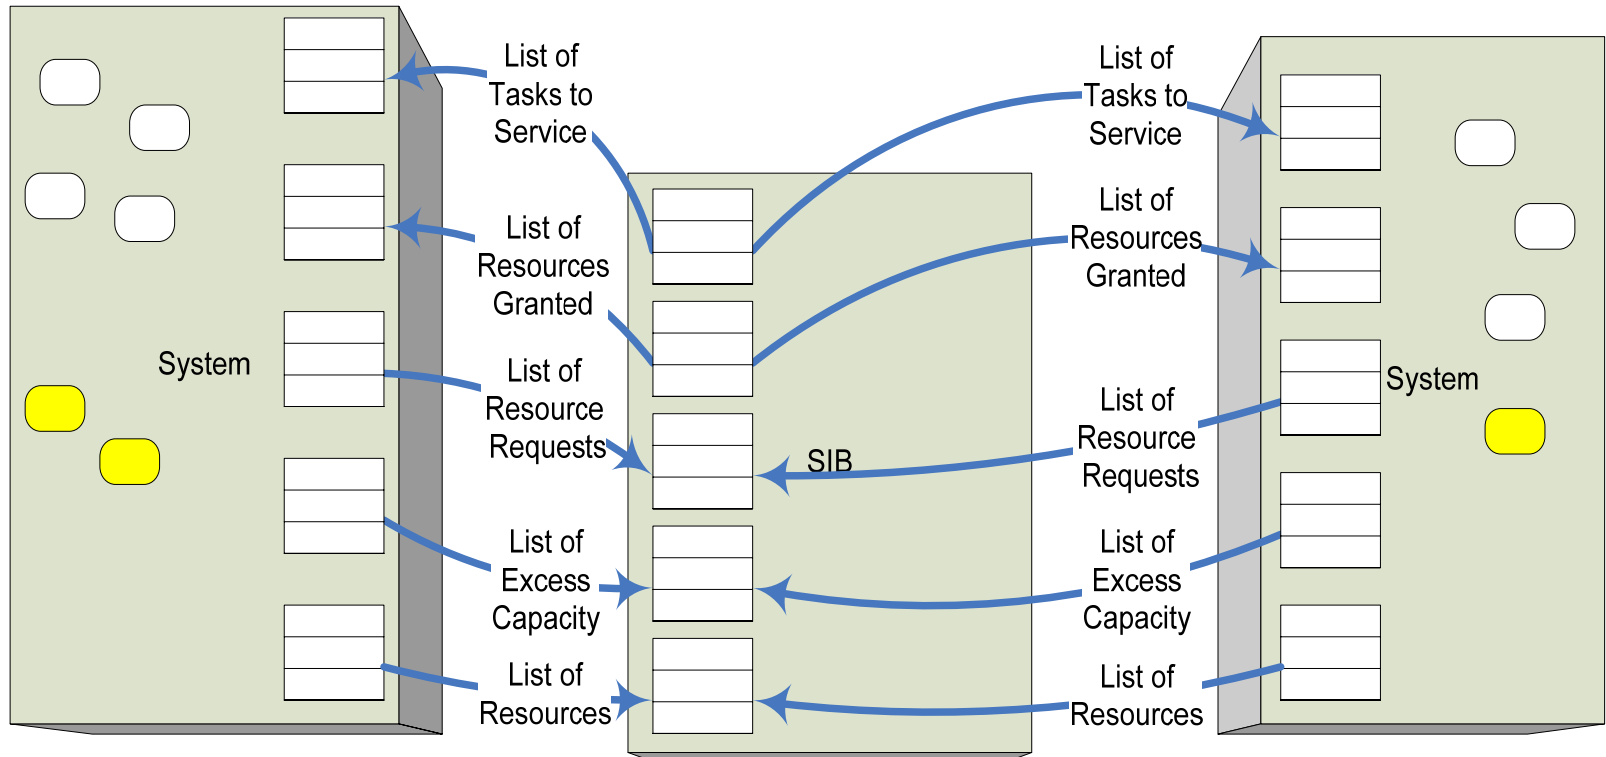 List of
Tasks to
Service
List of
Resources
Granted
System
List of
Resource
Requests
List of
Excess
Capacity
List of
Resources
SIB
List of
Tasks to
Service
List of
Resources
Granted
List of
Resource
Requests
System
List of
Excess
Capacity
List of
Resources